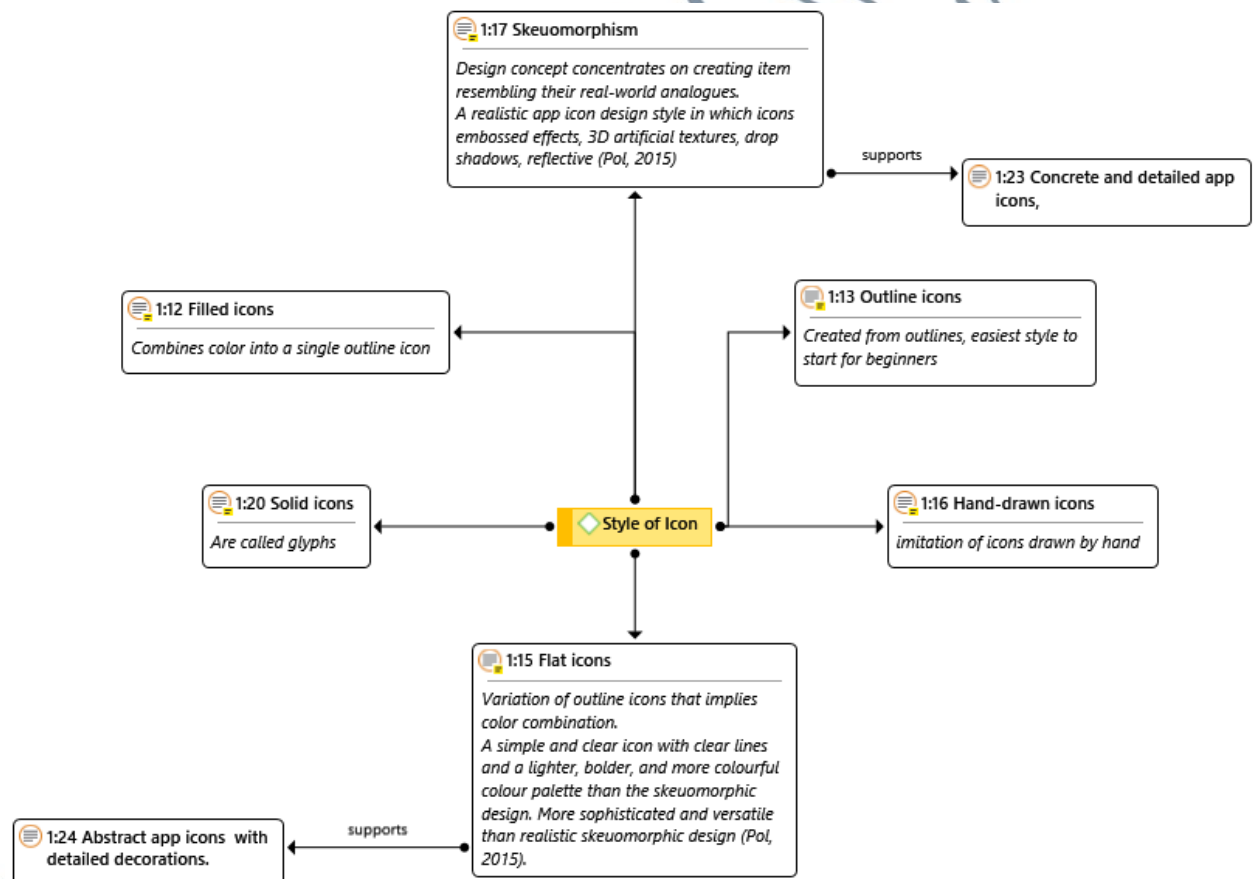 1:17 Skeuomorphism
Design concept concentrates on creating item
resembling their real-world analogues.
A realistic app icon design style in which icons
embossed effects, 3D artificial textures, drop
shadows, reflective (Pol, 2015)
supports
1:23 Concrete and detailed app
icons,
1:12 Filled icons
Combines color into a single outline icon
1:13 Outline icons
Created from outlines, easiest style to
start for beginners
1:20 Solid icons
Are called glyphs
Style of Icon
1:16 Hand-drawn icons
imitation of icons drawn by hand
1:15 Flat icons
Variation of outline icons that implies
color combination.
A simple and clear icon with clear lines
and a lighter, bolder, and more colourful
colour palette than the skeuomorphic
design. More sophisticated and versatile
than realistic skeuomorphic design (Pol,
2015).
supports
1:24 Abstract app icons with
detailed decorations.